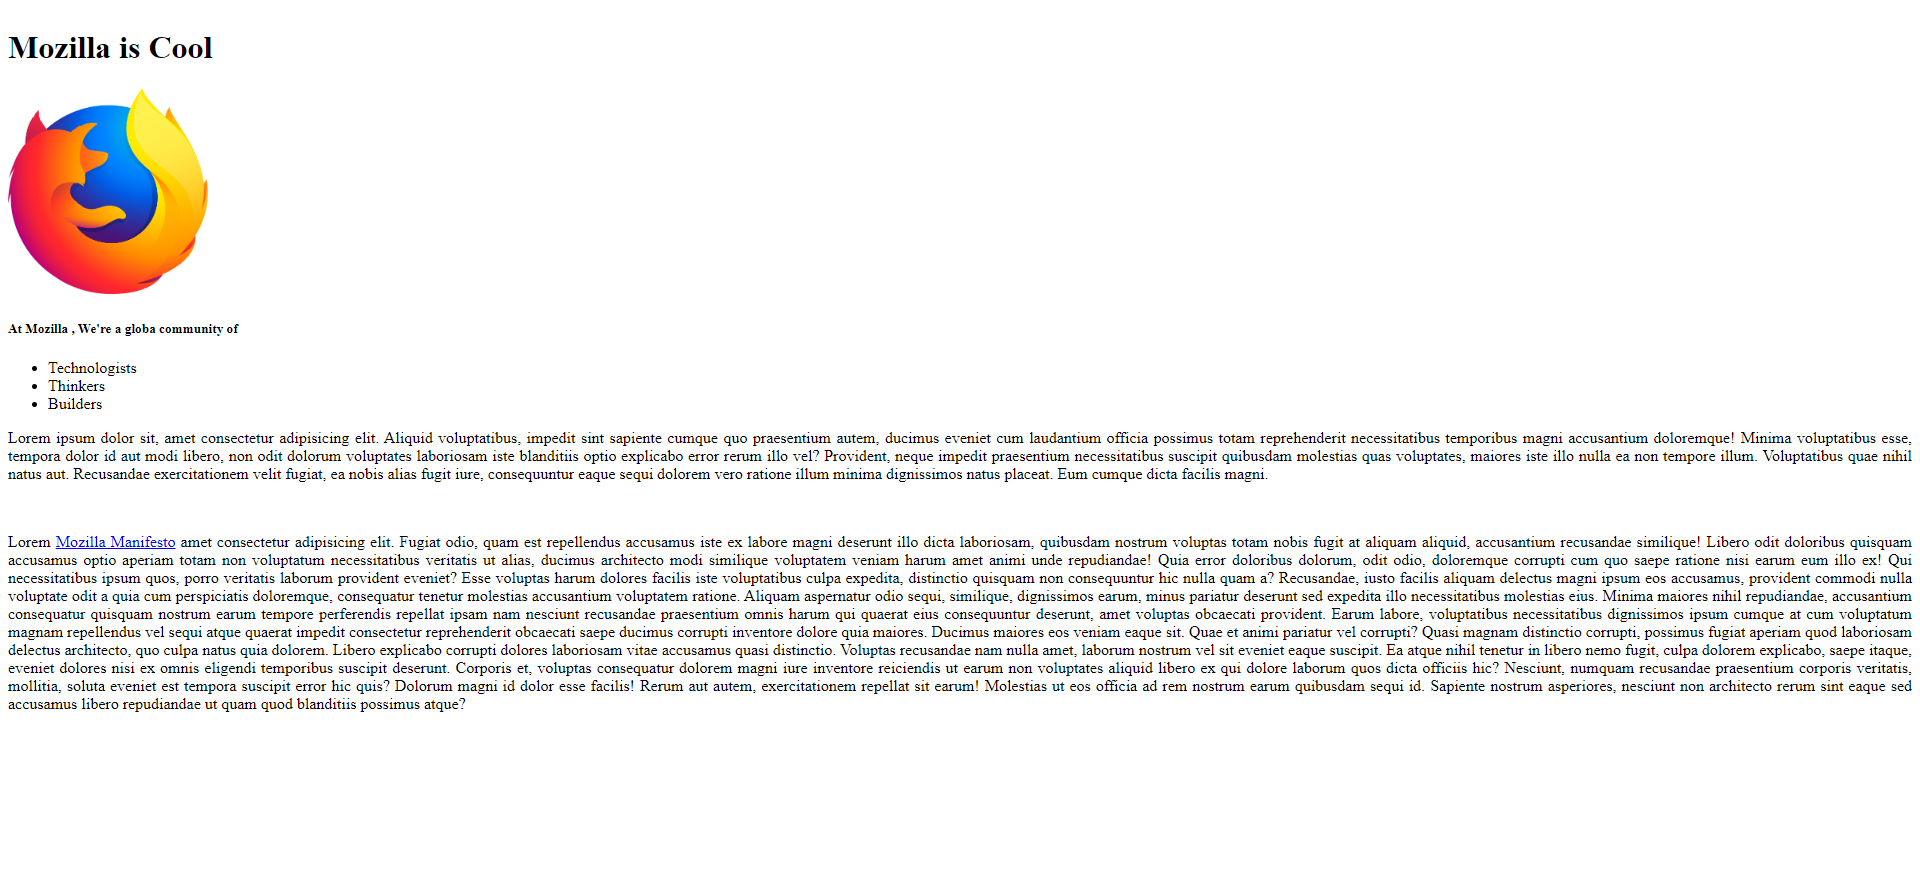 Mozilla is Cool
At Mozilla , We're a globa community of
Technologists
Thinkers
Builders
Lorem ipsum dolor sit, amet consectetur adipisicing elit. Aliquid voluptatibus, impedit sint sapiente cumque quo praesentium autem, ducimus eveniet cum laudantium officia possimus totam reprehenderit necessitatibus temporibus magni accusantium doloremque! Minima voluptatibus esse,
tempora dolor id aut modi libero, non odit dolorum voluptates laboriosam iste blanditiis optio explicabo error rerum illo vel? Provident, neque impedit praesentium necessitatibus suscipit quibusdam molestias quas voluptates, maiores iste illo nulla ea non tempore illum. Voluptatibus quae nihil
natus aut. Recusandae exercitationem velit fugiat, ea nobis alias fugit iure, consequuntur eaque sequi dolorem vero ratione illum minima dignissimos natus placeat. Eum cumque dicta facilis magni.
Lorem Mozilla Manifesto amet consectetur adipisicing elit. Fugiat odio, quam est repellendus accusamus iste ex labore magni deserunt illo dicta laboriosam, quibusdam nostrum voluptas totam nobis fugit at aliquam aliquid, accusantium recusandae similique! Libero odit doloribus quisquam
accusamus optio aperiam totam non voluptatum necessitatibus veritatis ut alias, ducimus architecto modi similique voluptatem veniam harum amet animi unde repudiandae! Quia error doloribus dolorum, odit odio, doloremque corrupti cum quo saepe ratione nisi earum eum illo ex! Qui
necessitatibus ipsum quos, porro veritatis laborum provident eveniet? Esse voluptas harum dolores facilis iste voluptatibus culpa expedita, distinctio quisquam non consequuntur hic nulla quam a? Recusandae, iusto facilis aliquam delectus magni ipsum eos accusamus, provident commodi nulla
voluptate odit a quia cum perspiciatis doloremque, consequatur tenetur molestias accusantium voluptatem ratione. Aliquam aspernatur odio sequi, similique, dignissimos earum, minus pariatur deserunt sed expedita illo necessitatibus molestias eius. Minima maiores nihil repudiandae, accusantium
consequatur quisquam nostrum earum tempore perferendis repellat ipsam nam nesciunt recusandae praesentium omnis harum qui quaerat eius consequuntur deserunt, amet voluptas obcaecati provident. Earum labore, voluptatibus necessitatibus dignissimos ipsum cumque at cum voluptatum
magnam repellendus vel sequi atque quaerat impedit consectetur reprehenderit obcaecati saepe ducimus corrupti inventore dolore quia maiores. Ducimus maiores eos veniam eaque sit. Quae et animi pariatur vel corrupti? Quasi magnam distinctio corrupti, possimus fugiat aperiam quod laboriosam
delectus architecto, quo culpa natus quia dolorem. Libero explicabo corrupti dolores laboriosam vitae accusamus quasi distinctio. Voluptas recusandae nam nulla amet, laborum nostrum vel sit eveniet eaque suscipit. Ea atque nihil tenetur in libero nemo fugit, culpa dolorem explicabo, saepe itaque,
eveniet dolores nisi ex omnis eligendi temporibus suscipit deserunt. Corporis et, voluptas consequatur dolorem magni iure inventore reiciendis ut earum non voluptates aliquid libero ex qui dolore laborum quos dicta officiis hic? Nesciunt, numquam recusandae praesentium corporis veritatis,
mollitia, soluta eveniet est tempora suscipit error hic quis? Dolorum magni id dolor esse facilis! Rerum aut autem, exercitationem repellat sit earum! Molestias ut eos officia ad rem nostrum earum quibusdam sequi id. Sapiente nostrum asperiores, nesciunt non architecto rerum sint eaque sed
accusamus libero repudiandae ut quam quod blanditiis possimus atque?